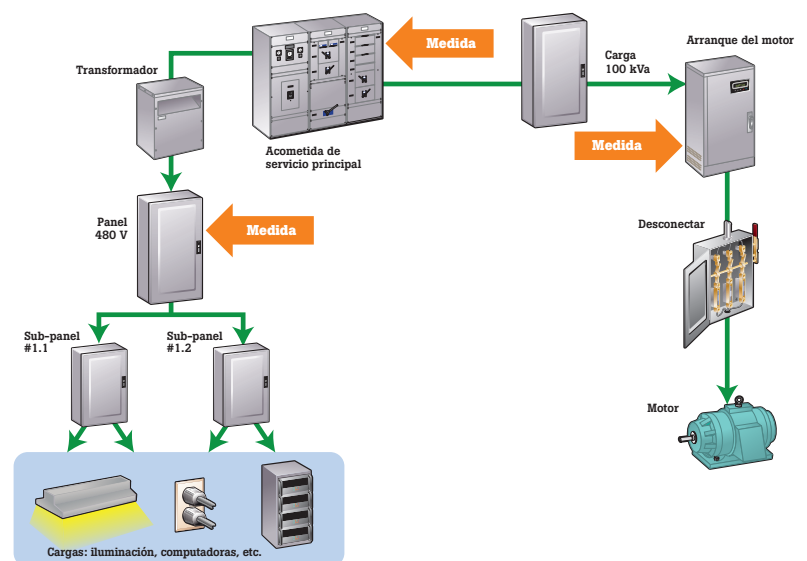 Medida
Carga
100 kVa
Arranque del motor
Transformador
Acometida de
servicio principal
Medida
Panel
480 V
Medida
Desconectar
Sub-panel
#1.1
Sub-panel
#1.2
Motor
Cargas: iluminación, computadoras, etc.